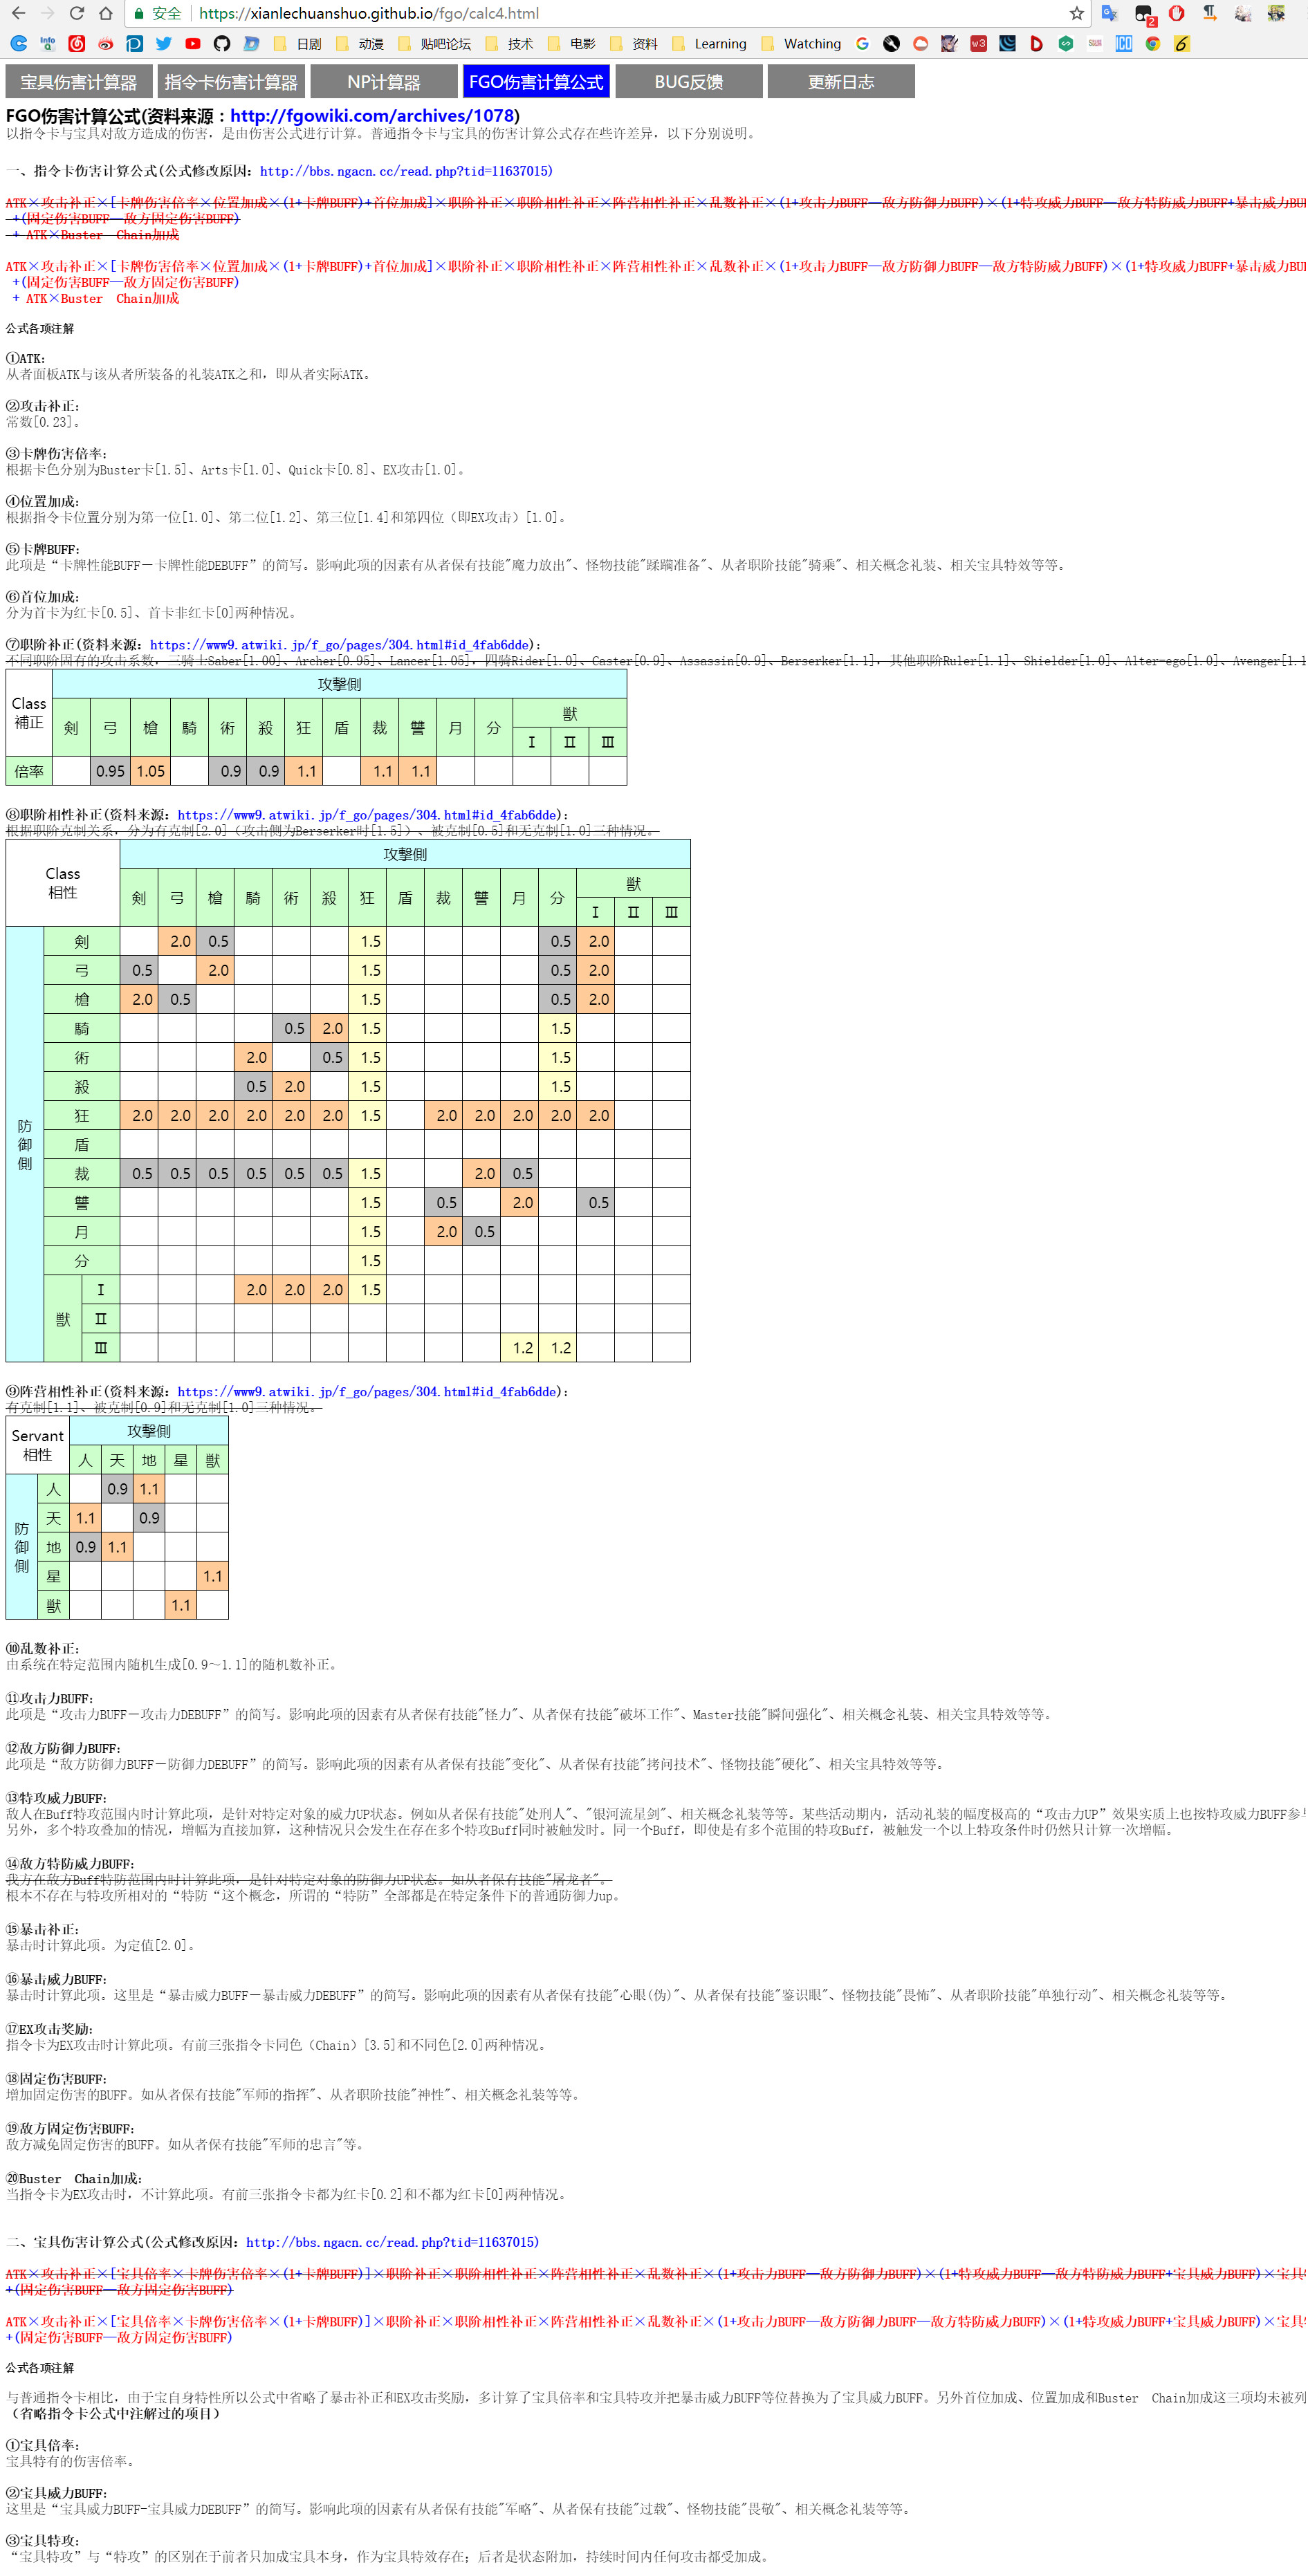 安全 https://xianlechuanshuo.github.io/fgo/calc4.html
日剧 动漫 贴吧论坛 技术 电影 资料 Learning Watching
宝具伤害计算器 指令卡伤害计算器 NP计算器 FGO伤害计算公式 BUG反馈 更新日志
FGO伤害计算公式(资料来源：http://fgowiki.com/archives/1078)
以指令卡与宝具对敌方造成的伤害，是由伤害公式进行计算。普通指令卡与宝具的伤害计算公式存在些许差异，以下分别说明。
一、指令卡伤害计算公式(公式修改原因：http://bbs.ngacn.cc/read.php?tid=11637015)
ATK×攻击补正×[卡牌伤害倍率×位置加成×(1+卡牌BUFF)+首位加成]×职阶补正×职阶相性补正×阵营相性补正×乱数补正×(1+攻击力BUFF—敌方防御力BUFF)×(1+特攻威力BUFF—敌方特防威力BUFF+暴击威力BU
+(固定伤害BUFF—敌方固定伤害BUFF)
+ ATK×Buster Chain加成
ATK×攻击补正×[卡牌伤害倍率×位置加成×(1+卡牌BUFF)+首位加成]×职阶补正×职阶相性补正×阵营相性补正×乱数补正×(1+攻击力BUFF—敌方防御力BUFF—敌方特防威力BUFF)×(1+特攻威力BUFF+暴击威力BU
+(固定伤害BUFF—敌方固定伤害BUFF)
+ ATK×Buster Chain加成
公式各项注解
①ATK：
从者面板ATK与该从者所装备的礼装ATK之和，即从者实际ATK。
②攻击补正：
常数[0.23]。
③卡牌伤害倍率：
根据卡色分别为Buster卡[1.5]、Arts卡[1.0]、Quick卡[0.8]、EX攻击[1.0]。
④位置加成：
根据指令卡位置分别为第一位[1.0]、第二位[1.2]、第三位[1.4]和第四位（即EX攻击）[1.0]。
⑤卡牌BUFF：
此项是“卡牌性能BUFF－卡牌性能DEBUFF”的简写。影响此项的因素有从者保有技能"魔力放出"、怪物技能"蹂躏准备"、从者职阶技能"骑乘"、相关概念礼装、相关宝具特效等等。
⑥首位加成：
分为首卡为红卡[0.5]、首卡非红卡[0]两种情况。
⑦职阶补正(资料来源：https://www9.atwiki.jp/f_go/pages/304.html#id_4fab6dde)：
不同职阶固有的攻击系数，三骑士Saber[1.00]、Archer[0.95]、Lancer[1.05]，四骑Rider[1.0]、Caster[0.9]、Assassin[0.9]、Berserker[1.1]，其他职阶Ruler[1.1]、Shielder[1.0]、Alter-ego[1.0]、Avenger[1.1
Class 補正 攻撃側
剣 弓 槍 騎 術 殺 狂 盾 裁 讐 月 分 獣
Ⅰ Ⅱ Ⅲ
倍率 0.95 1.05 0.9 0.9 1.1 1.1 1.1
⑧职阶相性补正(资料来源：https://www9.atwiki.jp/f_go/pages/304.html#id_4fab6dde)：
根据职阶克制关系，分为有克制[2.0]（攻击侧为Berserker时[1.5]）、被克制[0.5]和无克制[1.0]三种情况。
Class 相性 攻撃側
剣 弓 槍 騎 術 殺 狂 盾 裁 讐 月 分 獣
Ⅰ Ⅱ Ⅲ
防御側
剣 2.0 0.5 1.5 0.5 2.0
弓 0.5 2.0 1.5 0.5 2.0
槍 2.0 0.5 1.5 0.5 2.0
騎 0.5 2.0 1.5 1.5
術 2.0 0.5 1.5 1.5
殺 0.5 2.0 1.5 1.5
狂 2.0 2.0 2.0 2.0 2.0 2.0 1.5 2.0 2.0 2.0 2.0 2.0
盾
裁 0.5 0.5 0.5 0.5 0.5 0.5 1.5 2.0 0.5
讐 1.5 0.5 2.0 0.5
月 1.5 2.0 0.5
分 1.5
獣 Ⅰ 2.0 2.0 2.0 1.5
Ⅱ
Ⅲ 1.2 1.2
⑨阵营相性补正(资料来源：https://www9.atwiki.jp/f_go/pages/304.html#id_4fab6dde)：
有克制[1.1]、被克制[0.9]和无克制[1.0]三种情况。
Servant 相性 攻撃側
人 天 地 星 獣
防御側
人 0.9 1.1
天 1.1 0.9
地 0.9 1.1
星 1.1
獣 1.1
⑩乱数补正：
由系统在特定范围内随机生成[0.9～1.1]的随机数补正。
⑪攻击力BUFF：
此项是“攻击力BUFF－攻击力DEBUFF”的简写。影响此项的因素有从者保有技能"怪力"、从者保有技能"破坏工作"、Master技能"瞬间强化"、相关概念礼装、相关宝具特效等等。
⑫敌方防御力BUFF：
此项是“敌方防御力BUFF－防御力DEBUFF”的简写。影响此项的因素有从者保有技能"变化"、从者保有技能"拷问技术"、怪物技能"硬化"、相关宝具特效等等。
⑬特攻威力BUFF：
敌人在Buff特攻范围内时计算此项，是针对特定对象的威力UP状态。例如从者保有技能"处刑人"、"银河流星剑"、相关概念礼装等等。某些活动期内，活动礼装的幅度极高的“攻击力UP”效果实质上也按特攻威力BUFF参与
另外，多个特攻叠加的情况，增幅为直接加算，这种情况只会发生在存在多个特攻Buff同时被触发时。同一个Buff，即使是有多个范围的特攻Buff，被触发一个以上特攻条件时仍然只计算一次增幅。
⑭敌方特防威力BUFF：
我方在敌方Buff特防范围内时计算此项，是针对特定对象的防御力UP状态。如从者保有技能"屠龙者"。
根本不存在与特攻所相对的“特防“这个概念，所谓的“特防”全部都是在特定条件下的普通防御力up。
⑮暴击补正：
暴击时计算此项。为定值[2.0]。
⑯暴击威力BUFF：
暴击时计算此项。这里是“暴击威力BUFF－暴击威力DEBUFF”的简写。影响此项的因素有从者保有技能"心眼(伪)"、从者保有技能"鉴识眼"、怪物技能"畏怖"、从者职阶技能"单独行动"、相关概念礼装等等。
⑰EX攻击奖励：
指令卡为EX攻击时计算此项。有前三张指令卡同色（Chain）[3.5]和不同色[2.0]两种情况。
⑱固定伤害BUFF：
增加固定伤害的BUFF。如从者保有技能"军师的指挥"、从者职阶技能"神性"、相关概念礼装等等。
⑲敌方固定伤害BUFF：
敌方减免固定伤害的BUFF。如从者保有技能"军师的忠言"等。
⑳Buster Chain加成：
当指令卡为EX攻击时，不计算此项。有前三张指令卡都为红卡[0.2]和不都为红卡[0]两种情况。
二、宝具伤害计算公式(公式修改原因：http://bbs.ngacn.cc/read.php?tid=11637015)
ATK×攻击补正×[宝具倍率×卡牌伤害倍率×(1+卡牌BUFF)]×职阶补正×职阶相性补正×阵营相性补正×乱数补正×(1+攻击力BUFF—敌方防御力BUFF)×(1+特攻威力BUFF—敌方特防威力BUFF+宝具威力BUFF)×宝具
+(固定伤害BUFF—敌方固定伤害BUFF)
ATK×攻击补正×[宝具倍率×卡牌伤害倍率×(1+卡牌BUFF)]×职阶补正×职阶相性补正×阵营相性补正×乱数补正×(1+攻击力BUFF—敌方防御力BUFF—敌方特防威力BUFF)×(1+特攻威力BUFF+宝具威力BUFF)×宝具
+(固定伤害BUFF—敌方固定伤害BUFF)
公式各项注解
与普通指令卡相比，由于宝自身特性所以公式中省略了暴击补正和EX攻击奖励，多计算了宝具倍率和宝具特攻并把暴击威力BUFF等位替换为了宝具威力BUFF。另外首位加成、位置加成和Buster Chain加成这三项均未被列
（省略指令卡公式中注解过的项目）
①宝具倍率：
宝具特有的伤害倍率。
②宝具威力BUFF：
这里是“宝具威力BUFF-宝具威力DEBUFF”的简写。影响此项的因素有从者保有技能"军略"、从者保有技能"过载"、怪物技能"畏敬"、相关概念礼装等等。
③宝具特攻：
“宝具特攻”与“特攻”的区别在于前者只加成宝具本身，作为宝具特效存在；后者是状态附加，持续时间内任何攻击都受加成。